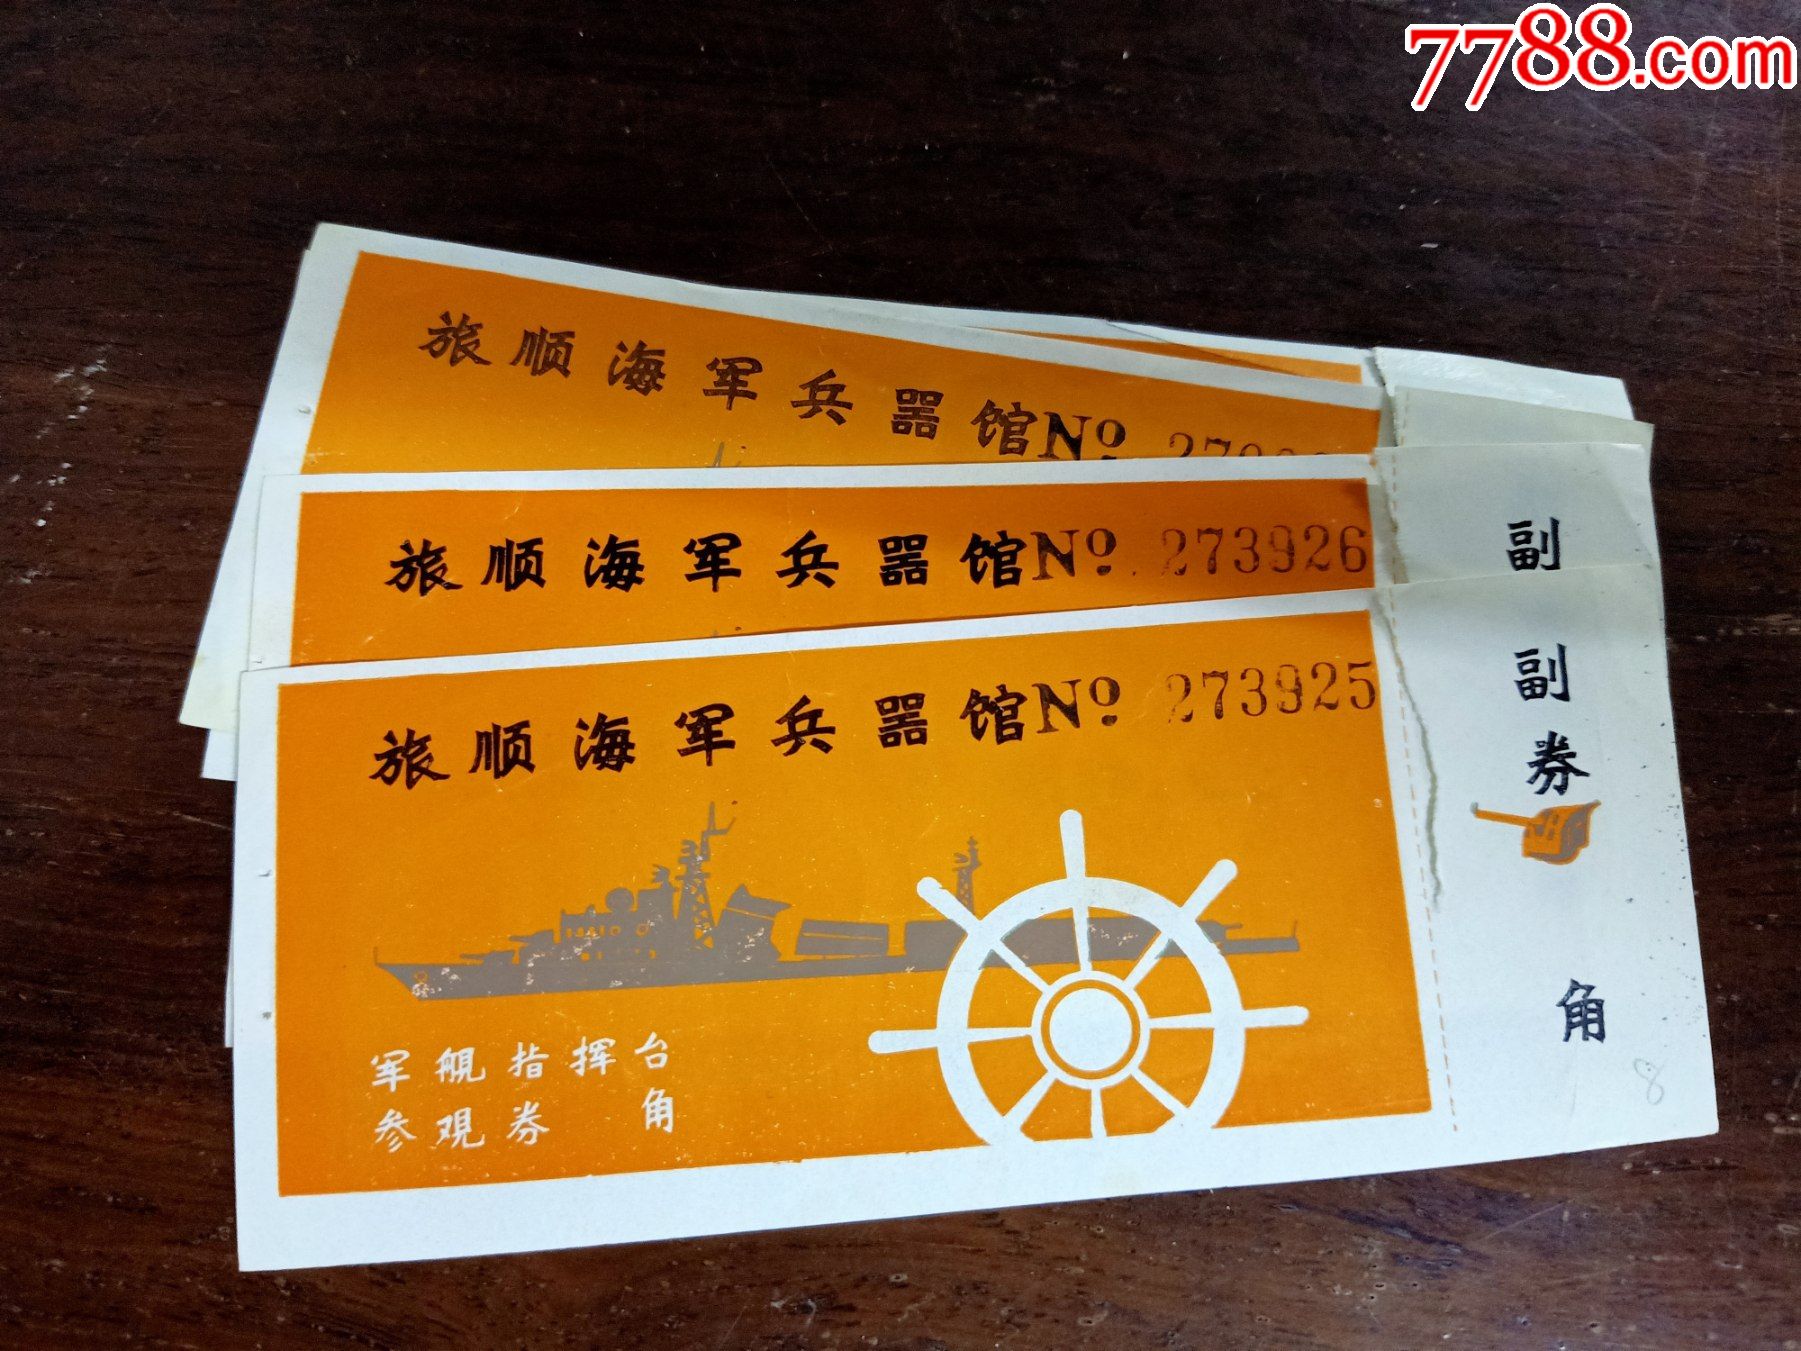 7788.com
旅顺海军兵器馆No
旅顺海军兵器馆No 273926
副
旅顺海军兵器馆No 273925
副券
军舰指挥台
参观券 角
角
8